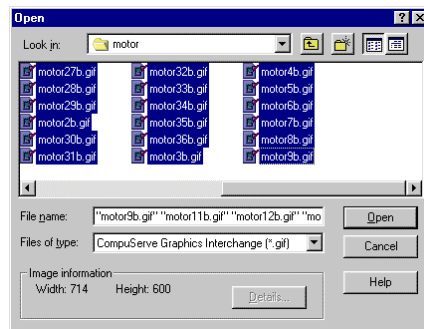 Open
Look in: motor
motor27b.gif motor32b.gif motor4b.gif
motor28b.gif motor33b.gif motor5b.gif
motor29b.gif motor34b.gif motor6b.gif
motor2b.gif motor35b.gif motor7b.gif
motor30b.gif motor36b.gif motor8b.gif
motor31b.gif motor3b.gif motor9b.gif
File name: "motor9b.gif" "motor11b.gif" "motor12b.gif" "mo Open
Files of type: CompuServe Graphics Interchange (*.gif) Cancel
Image information Help
Width: 714 Height: 600
Details...